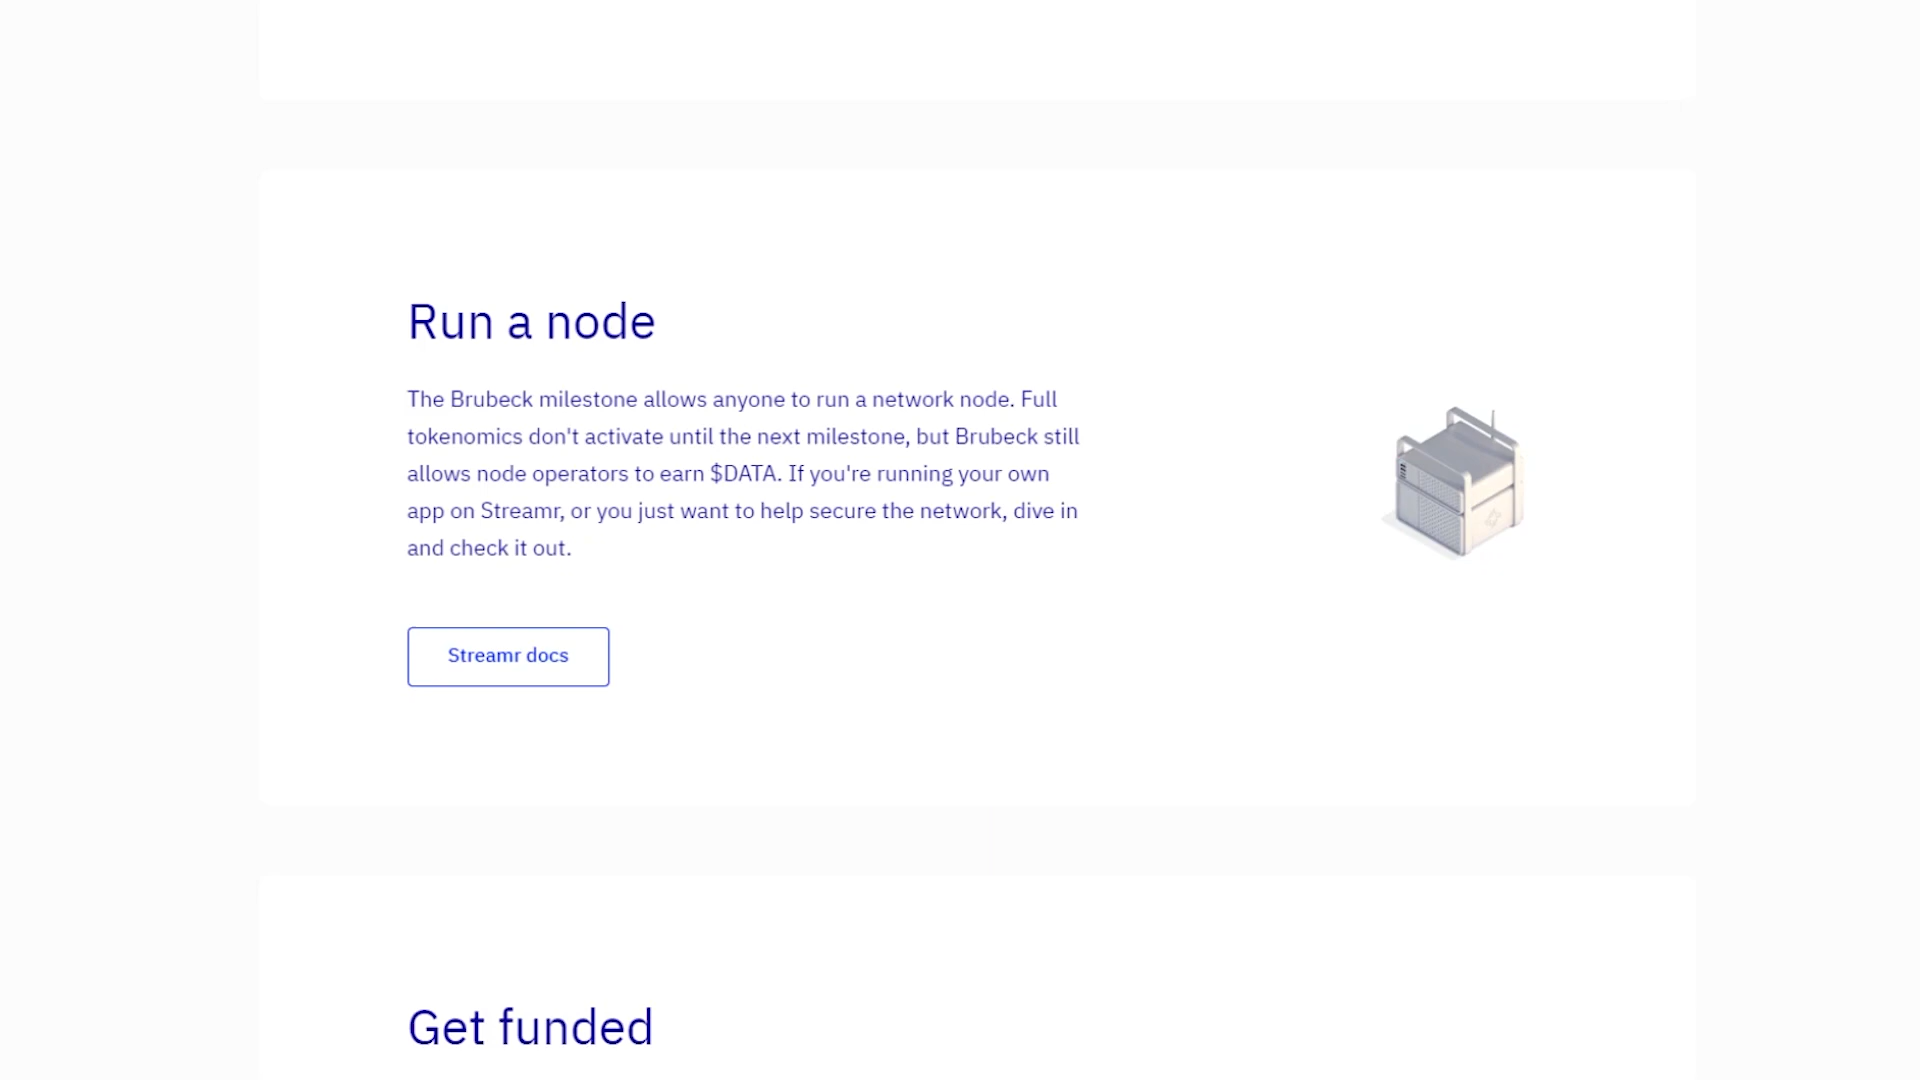 Run a node
The Brubeck milestone allows anyone to run a network node. Full
tokenomics don't activate until the next milestone, but Brubeck still
allows node operators to earn $DATA. If you're running your own
app on Streamr, or you just want to help secure the network, dive in
and check it out.
Streamr docs
Get funded